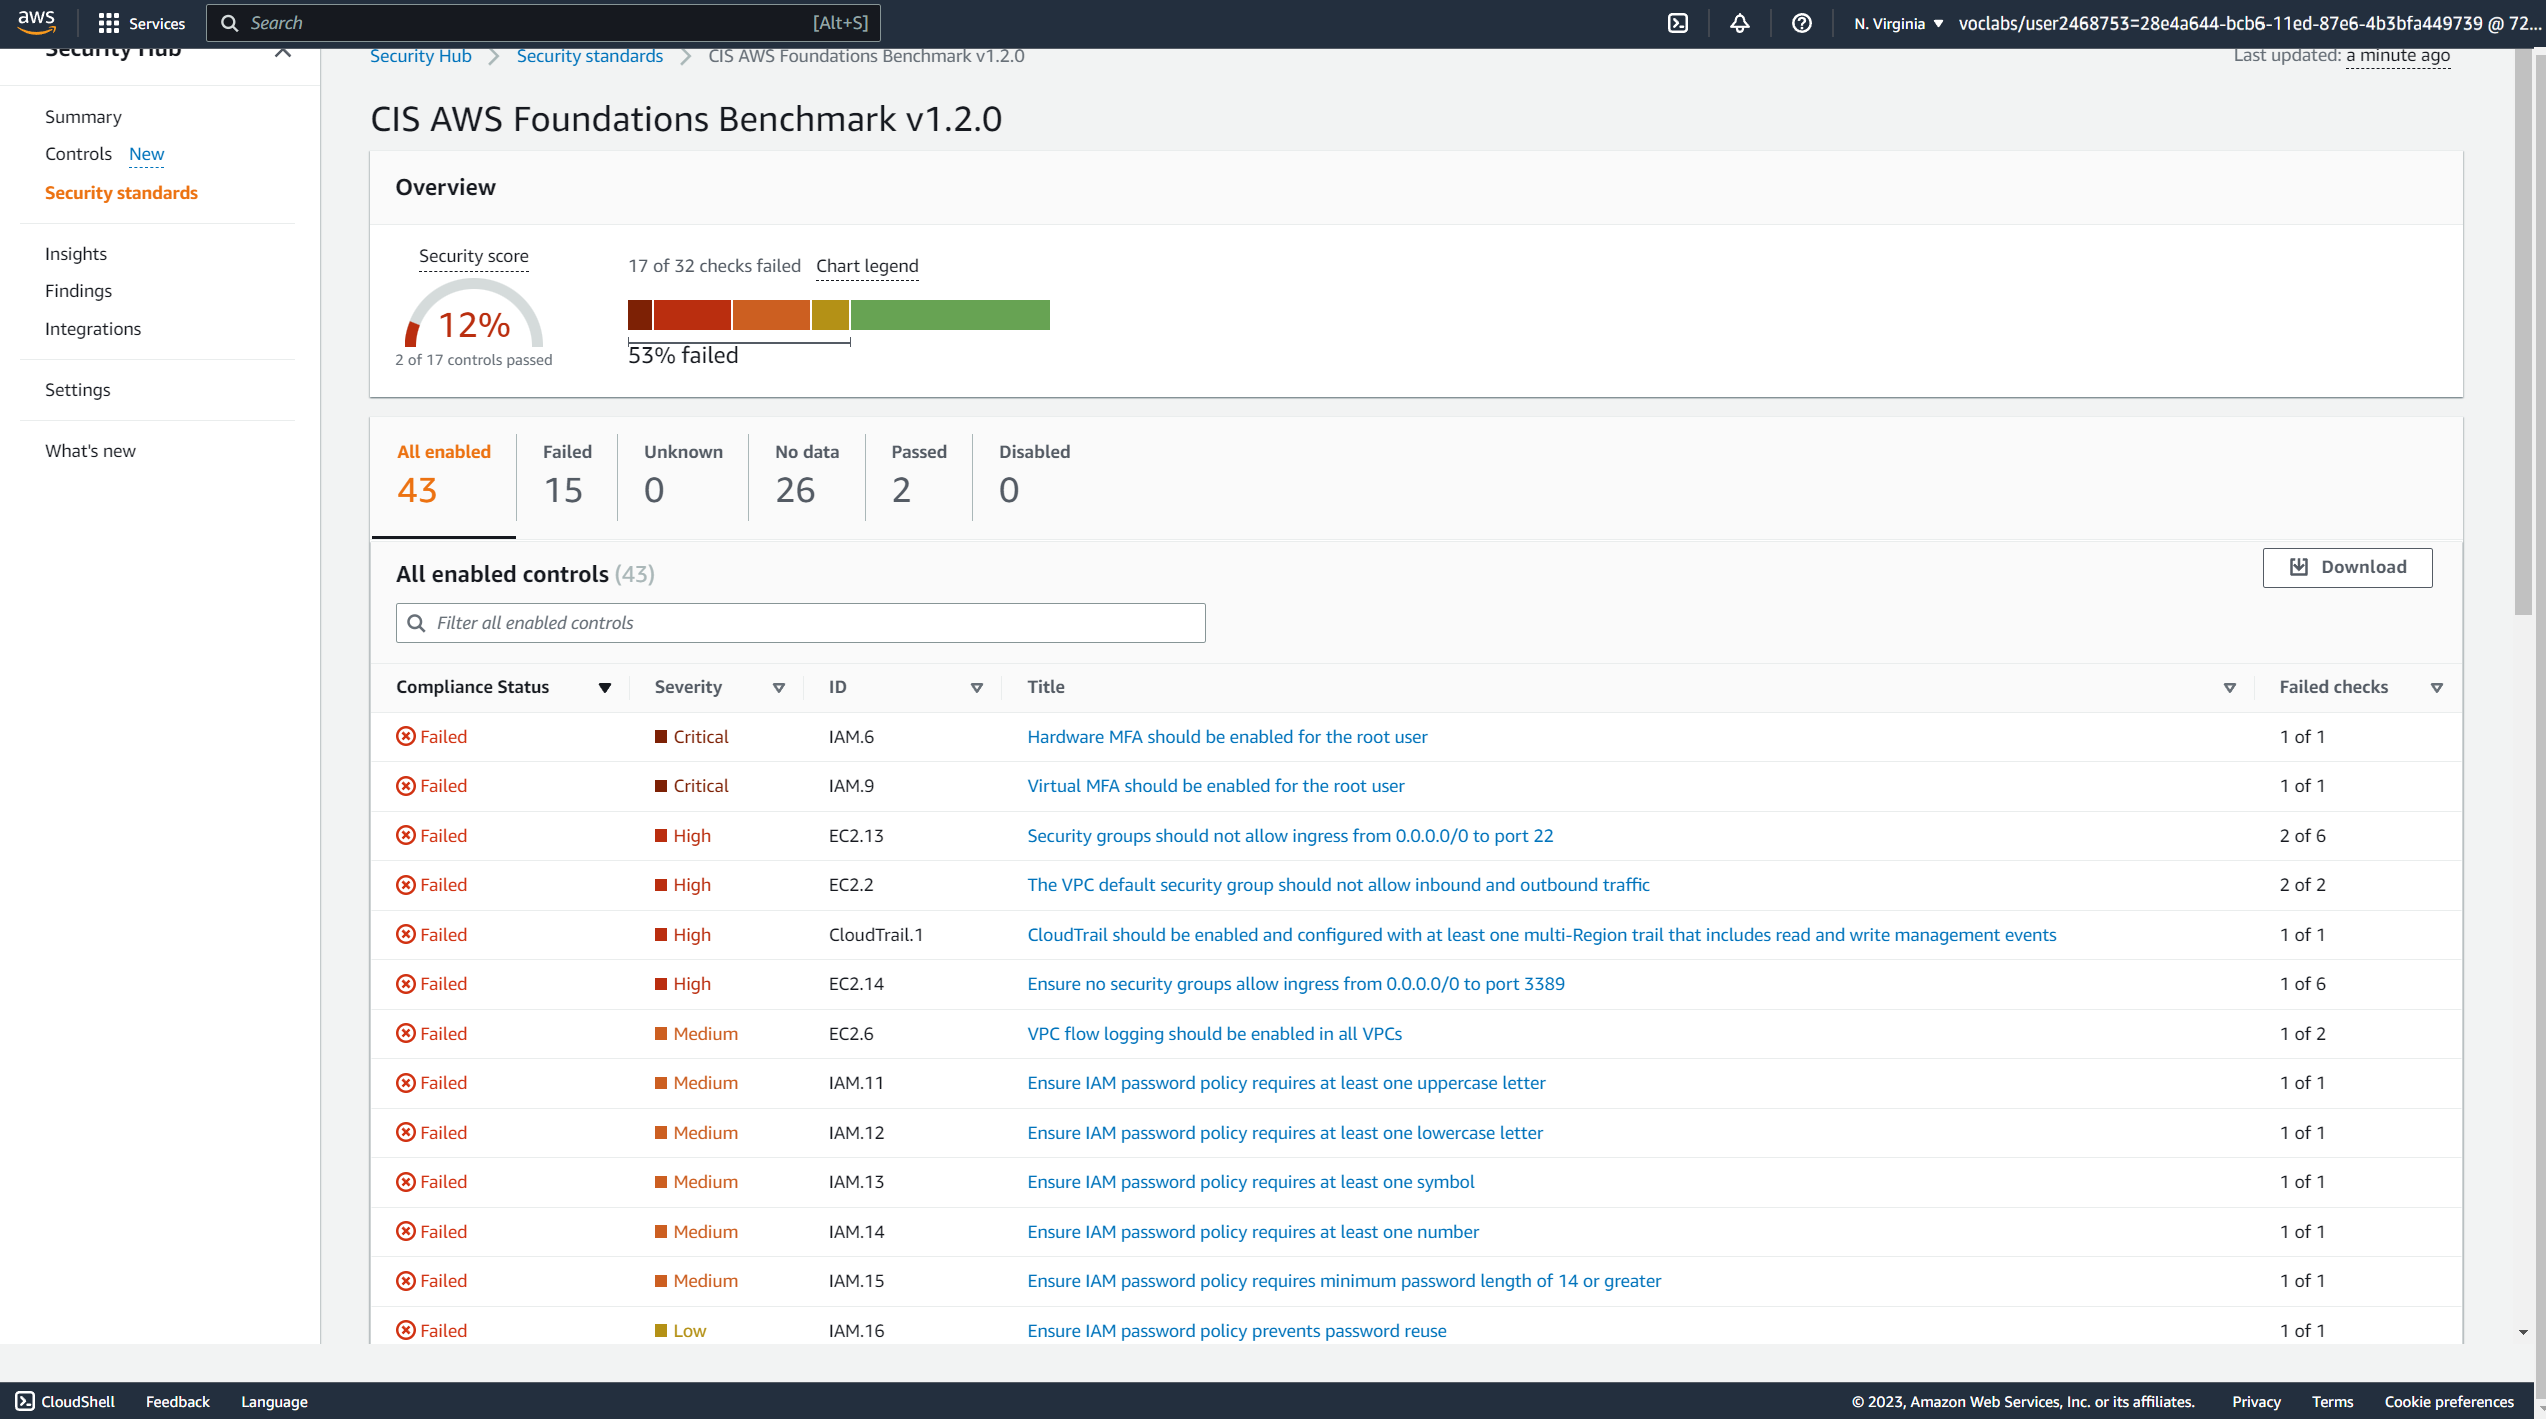 aws Services Search [Alt+S] N. Virginia voclabs/user2468753=28e4a644-bcb6-11ed-87e6-4b3bfa449739 @ 72...
Security Hub
Summary
Controls New
Security standards
Insights
Findings
Integrations
Settings
What's new
Security Hub Security standards CIS AWS Foundations Benchmark v1.2.0
Last updated: a minute ago
CIS AWS Foundations Benchmark v1.2.0
Overview
Security score
12%
2 of 17 controls passed
17 of 32 checks failed Chart legend
53% failed
All enabled Failed Unknown No data Passed Disabled
43 15 0 26 2 0
All enabled controls (43)
Download
Filter all enabled controls
Compliance Status Severity ID Title Failed checks
Failed Critical IAM.6 Hardware MFA should be enabled for the root user 1 of 1
Failed Critical IAM.9 Virtual MFA should be enabled for the root user 1 of 1
Failed High EC2.13 Security groups should not allow ingress from 0.0.0.0/0 to port 22 2 of 6
Failed High EC2.2 The VPC default security group should not allow inbound and outbound traffic 2 of 2
Failed High CloudTrail.1 CloudTrail should be enabled and configured with at least one multi-Region trail that includes read and write management events 1 of 1
Failed High EC2.14 Ensure no security groups allow ingress from 0.0.0.0/0 to port 3389 1 of 6
Failed Medium EC2.6 VPC flow logging should be enabled in all VPCs 1 of 2
Failed Medium IAM.11 Ensure IAM password policy requires at least one uppercase letter 1 of 1
Failed Medium IAM.12 Ensure IAM password policy requires at least one lowercase letter 1 of 1
Failed Medium IAM.13 Ensure IAM password policy requires at least one symbol 1 of 1
Failed Medium IAM.14 Ensure IAM password policy requires at least one number 1 of 1
Failed Medium IAM.15 Ensure IAM password policy requires minimum password length of 14 or greater 1 of 1
Failed Low IAM.16 Ensure IAM password policy prevents password reuse 1 of 1
CloudShell Feedback Language © 2023, Amazon Web Services, Inc. or its affiliates. Privacy Terms Cookie preferences